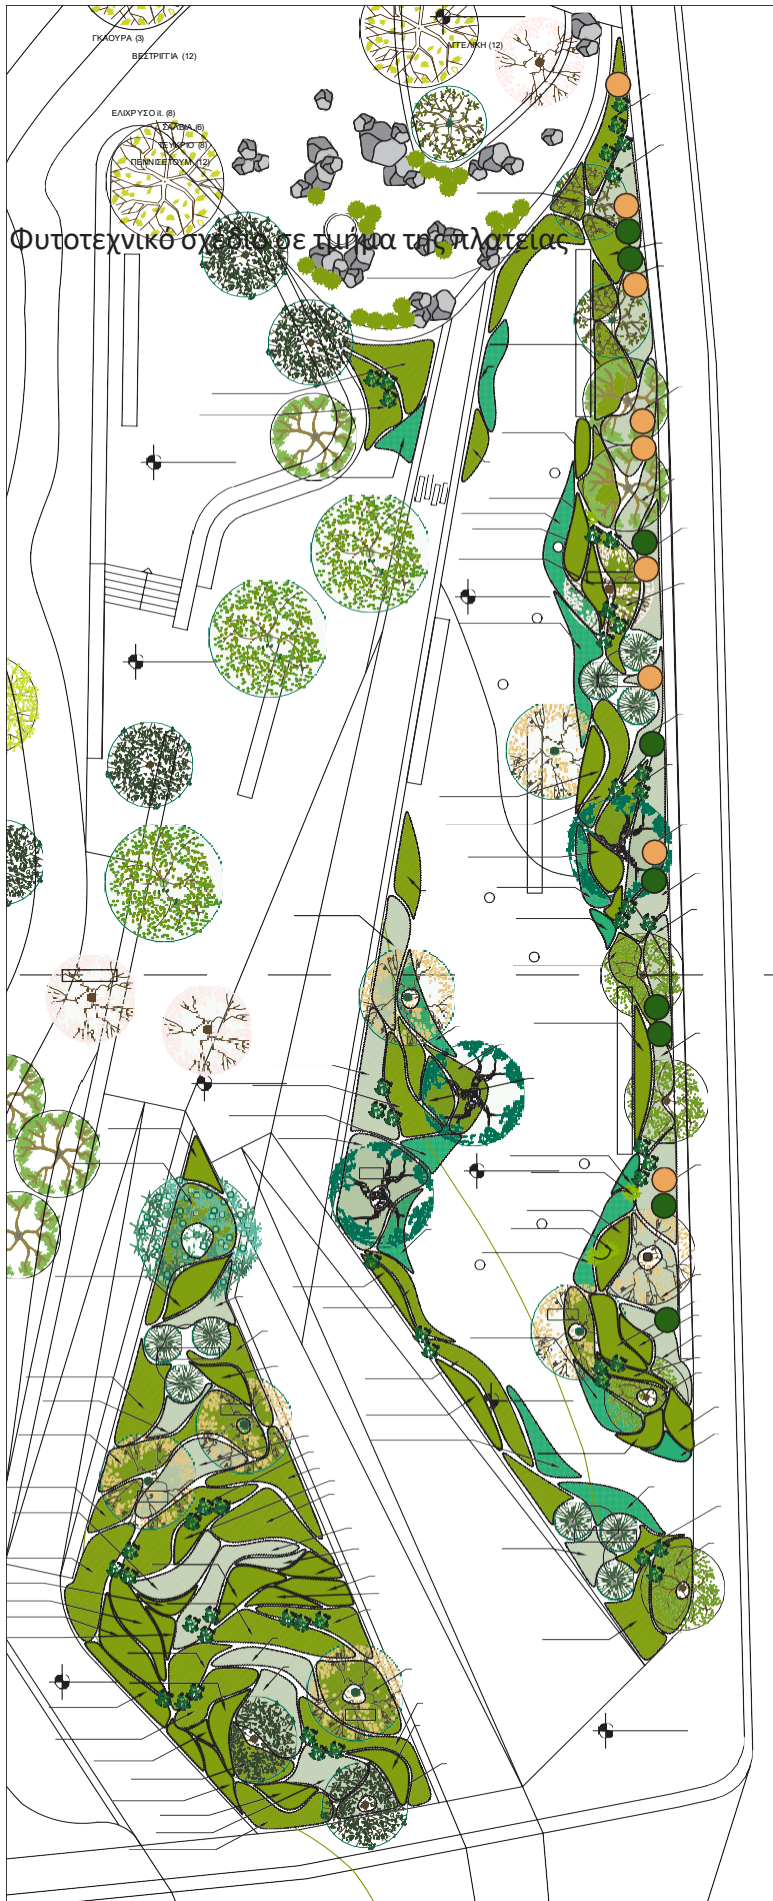 ΓΚΑΟΥΡΑ (3)
ΒΕΣΤΡΙΓΓΙΑ (12)
ΑΓΓΕΛΙΚΗ (12)
ΕΛΙΧΡΥΣΟ it. (8)
ΣΑΛΒΙΑ (6)
ΤΕΥΚΡΙΟ (8)
ΠΕΝΝΙΣΕΤΟΥΜ (12)
Φυτοτεχνικό σχέδιο σε τμήμα της πλατείας